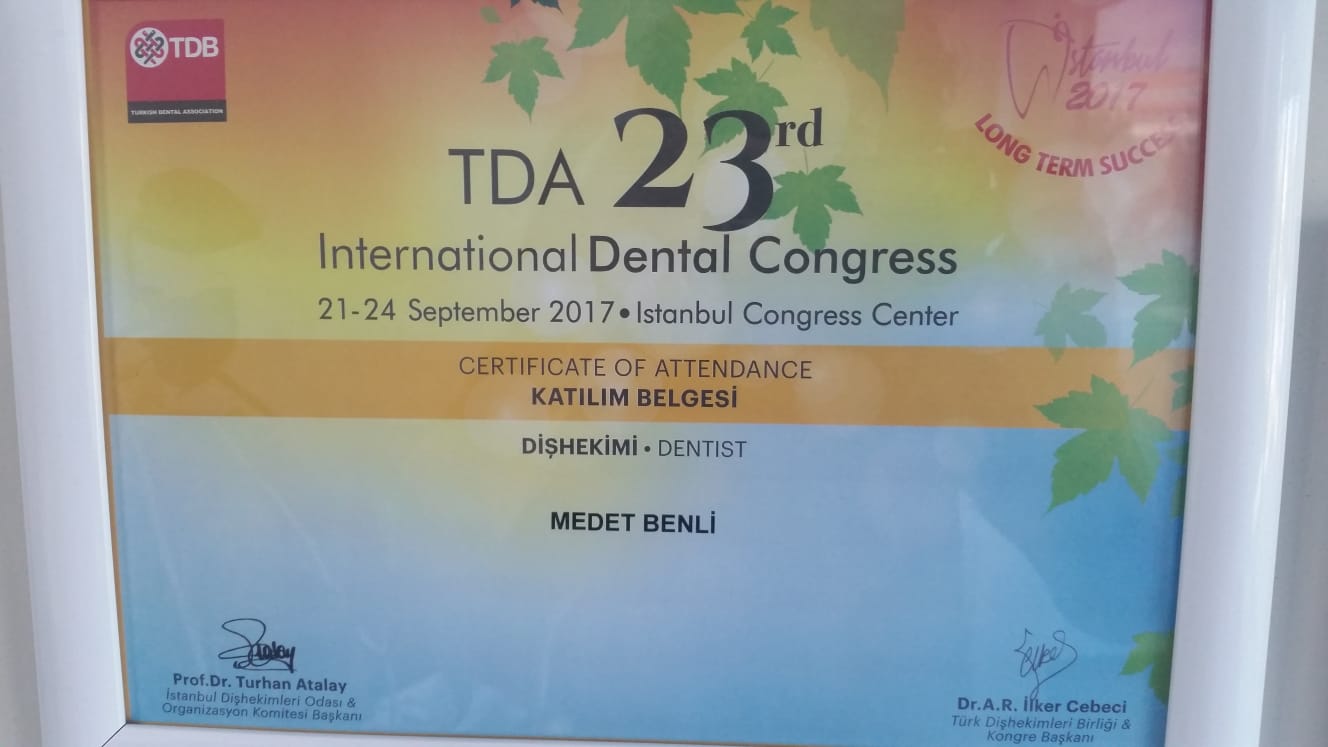 TDB
TURKISH DENTAL ASSOCIATION
İstanbul
2017
LONG TERM SUCCESS
TDA 23rd
International Dental Congress
21-24 September 2017 • Istanbul Congress Center
CERTIFICATE OF ATTENDANCE
KATILIM BELGESİ
DİŞHEKİMİ • DENTIST
MEDET BENLİ
Prof.Dr. Turhan Atalay
İstanbul Dişhekimleri Odası &
Organizasyon Komitesi Başkanı
Dr.A.R. İlker Cebeci
Türk Dişhekimleri Birliği &
Kongre Başkanı